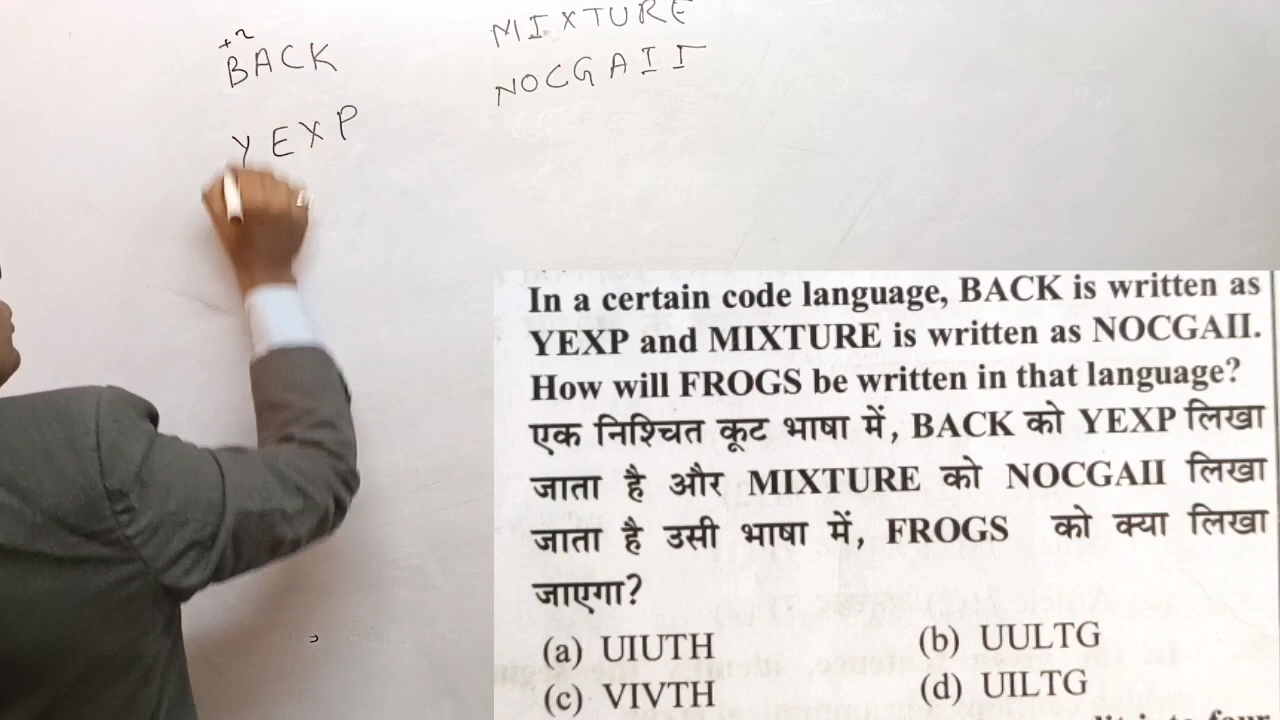 +2
BACK
YEXP
MIXTURE
NOCGAII
In a certain code language, BACK is written as
YEXP and MIXTURE is written as NOCGAII.
How will FROGS be written in that language?
एक निश्चित कूट भाषा में, BACK को YEXP लिखा
जाता है और MIXTURE को NOCGAII लिखा
जाता है उसी भाषा में, FROGS को क्या लिखा
जाएगा?
(a) UIUTH (b) UULTG
(c) VIVTH (d) UILTG